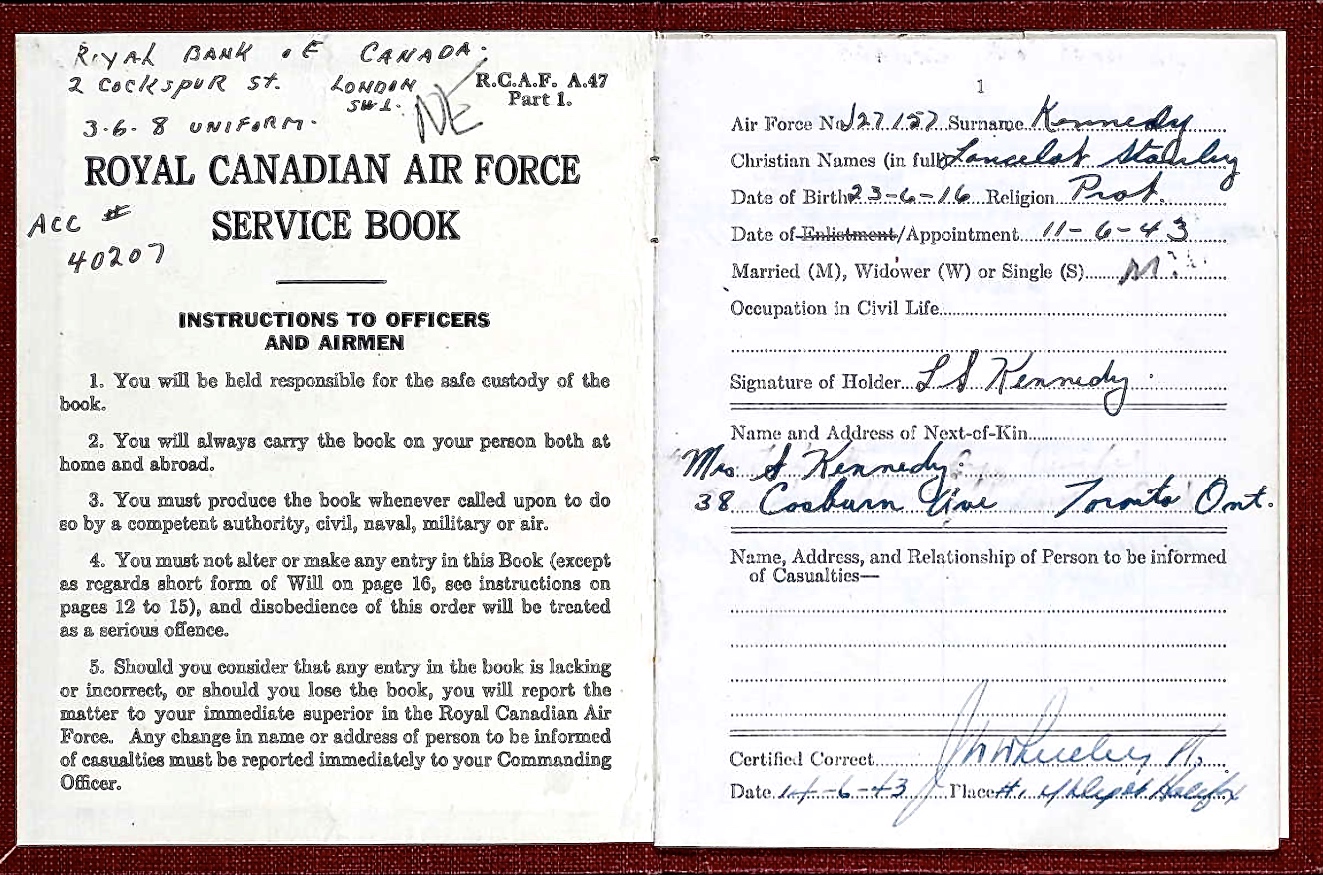 ROYAL BANK OF CANADA.
2 COCKSPUR ST. LONDON
SW1.
R.C.A.F. A.47
Part 1.
NE
3-6-8 UNIFORM.
ROYAL CANADIAN AIR FORCE
SERVICE BOOK
ACC #
40207
INSTRUCTIONS TO OFFICERS
AND AIRMEN
1. You will be held responsible for the safe custody of the
book.
2. You will always carry the book on your person both at
home and abroad.
3. You must produce the book whenever called upon to do
so by a competent authority, civil, naval, military or air.
4. You must not alter or make any entry in this Book (except
as regards short form of Will on page 16, see instructions on
pages 12 to 15), and disobedience of this order will be treated
as a serious offence.
5. Should you consider that any entry in the book is lacking
or incorrect, or should you lose the book, you will report the
matter to your immediate superior in the Royal Canadian Air
Force. Any change in name or address of person to be informed
of casualties must be reported immediately to your Commanding
Officer.
1
Air Force No. J27157 Surname Kennedy
Christian Names (in full) Lancelot Stanley
Date of Birth 23-6-16 Religion Prot.
Date of Enlistment/Appointment 11-6-43
Married (M), Widower (W) or Single (S) M
Occupation in Civil Life
Signature of Holder L S Kennedy
Name and Address of Next-of-Kin
Mrs S Kennedy
38 Cosburn Ave Toronto Ont.
Name, Address, and Relationship of Person to be informed
of Casualties—
Certified Correct
Date 14-6-43 Place #1 Y Depot Halifax